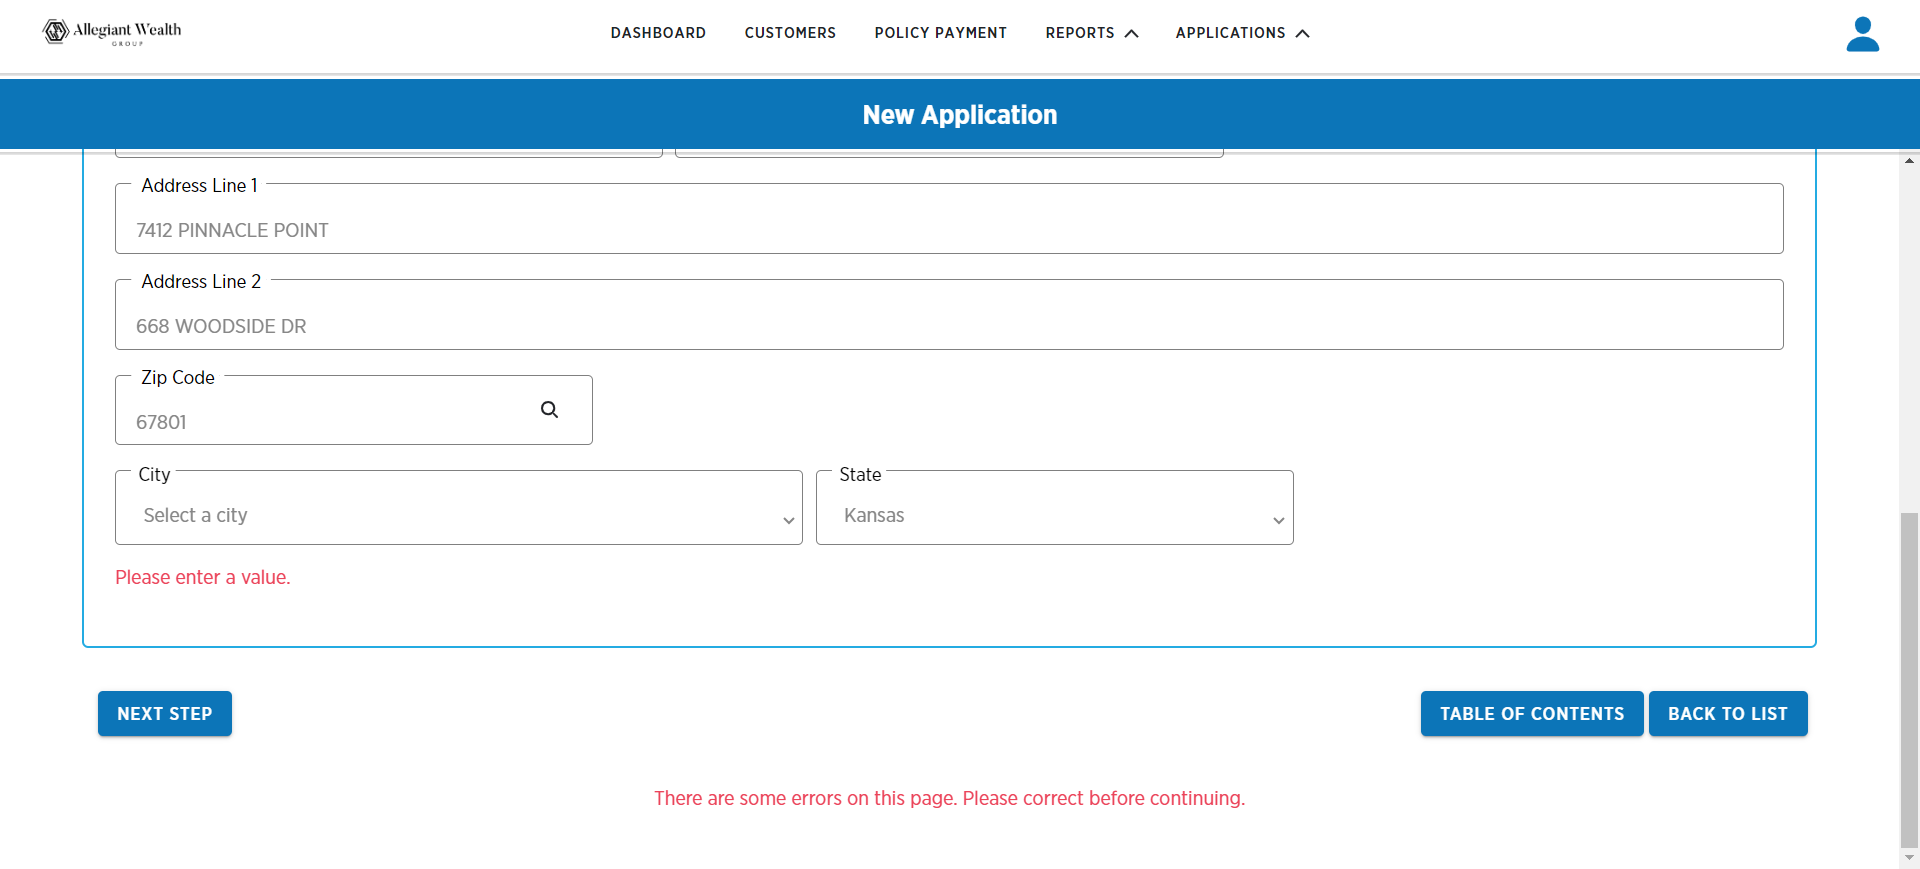 Allegiant Wealth
GROUP
DASHBOARD
CUSTOMERS
POLICY PAYMENT
REPORTS
APPLICATIONS
New Application
Address Line 1
7412 PINNACLE POINT
Address Line 2
668 WOODSIDE DR
Zip Code
67801
City
State
Select a city
Kansas
Please enter a value.
NEXT STEP
TABLE OF CONTENTS
BACK TO LIST
There are some errors on this page. Please correct before continuing.